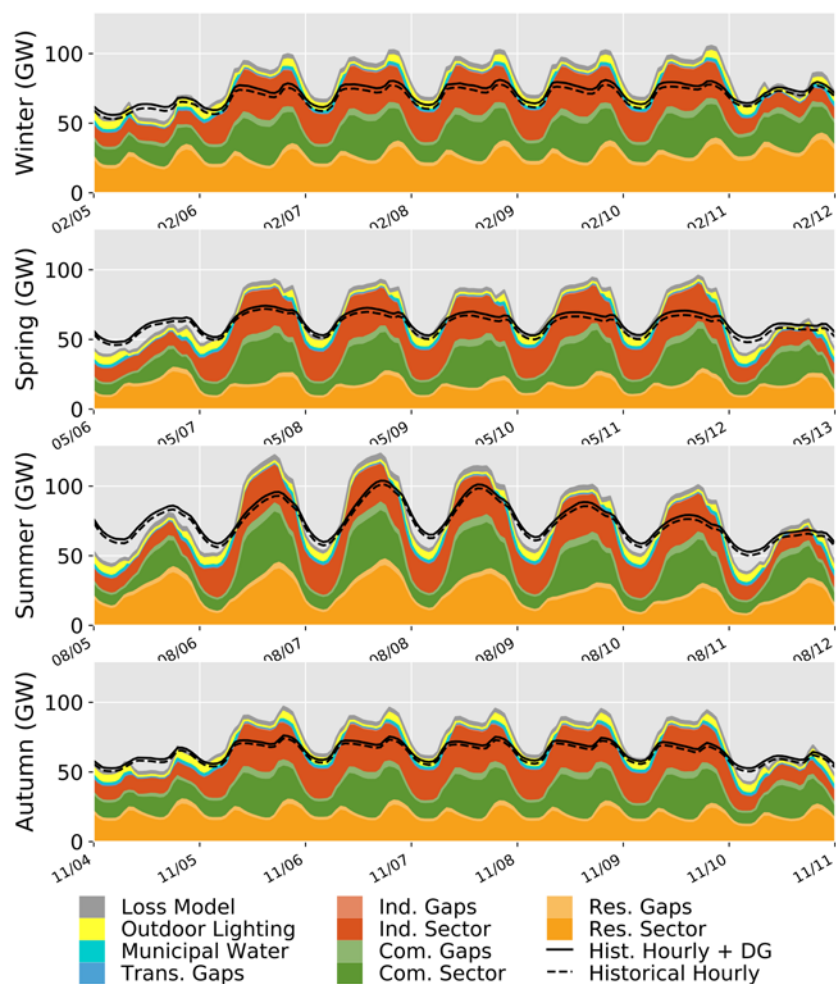 Winter (GW)
100
50
0
02/05 02/06 02/07 02/08 02/09 02/10 02/11 02/12
Spring (GW)
100
50
0
05/06 05/07 05/08 05/09 05/10 05/11 05/12 05/13
Summer (GW)
100
50
0
08/05 08/06 08/07 08/08 08/09 08/10 08/11 08/12
Autumn (GW)
100
50
0
11/04 11/05 11/06 11/07 11/08 11/09 11/10 11/11
Loss Model Ind. Gaps Res. Gaps
Outdoor Lighting Ind. Sector Res. Sector
Municipal Water Com. Gaps Hist. Hourly + DG
Trans. Gaps Com. Sector Historical Hourly